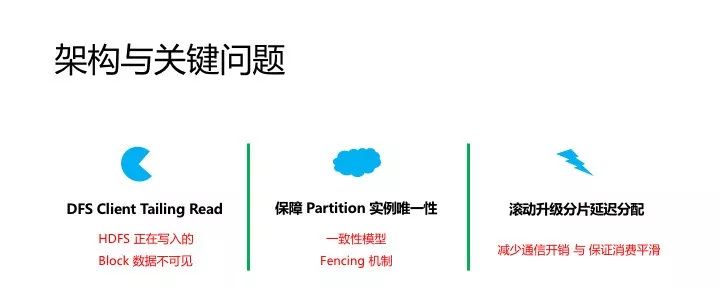 架构与关键问题
DFS Client Tailing Read
HDFS 正在写入的
Block 数据不可见
保障 Partition 实例唯一性
一致性模型
Fencing 机制
滚动升级分片延迟分配
减少通信开销 与 保证消费平滑